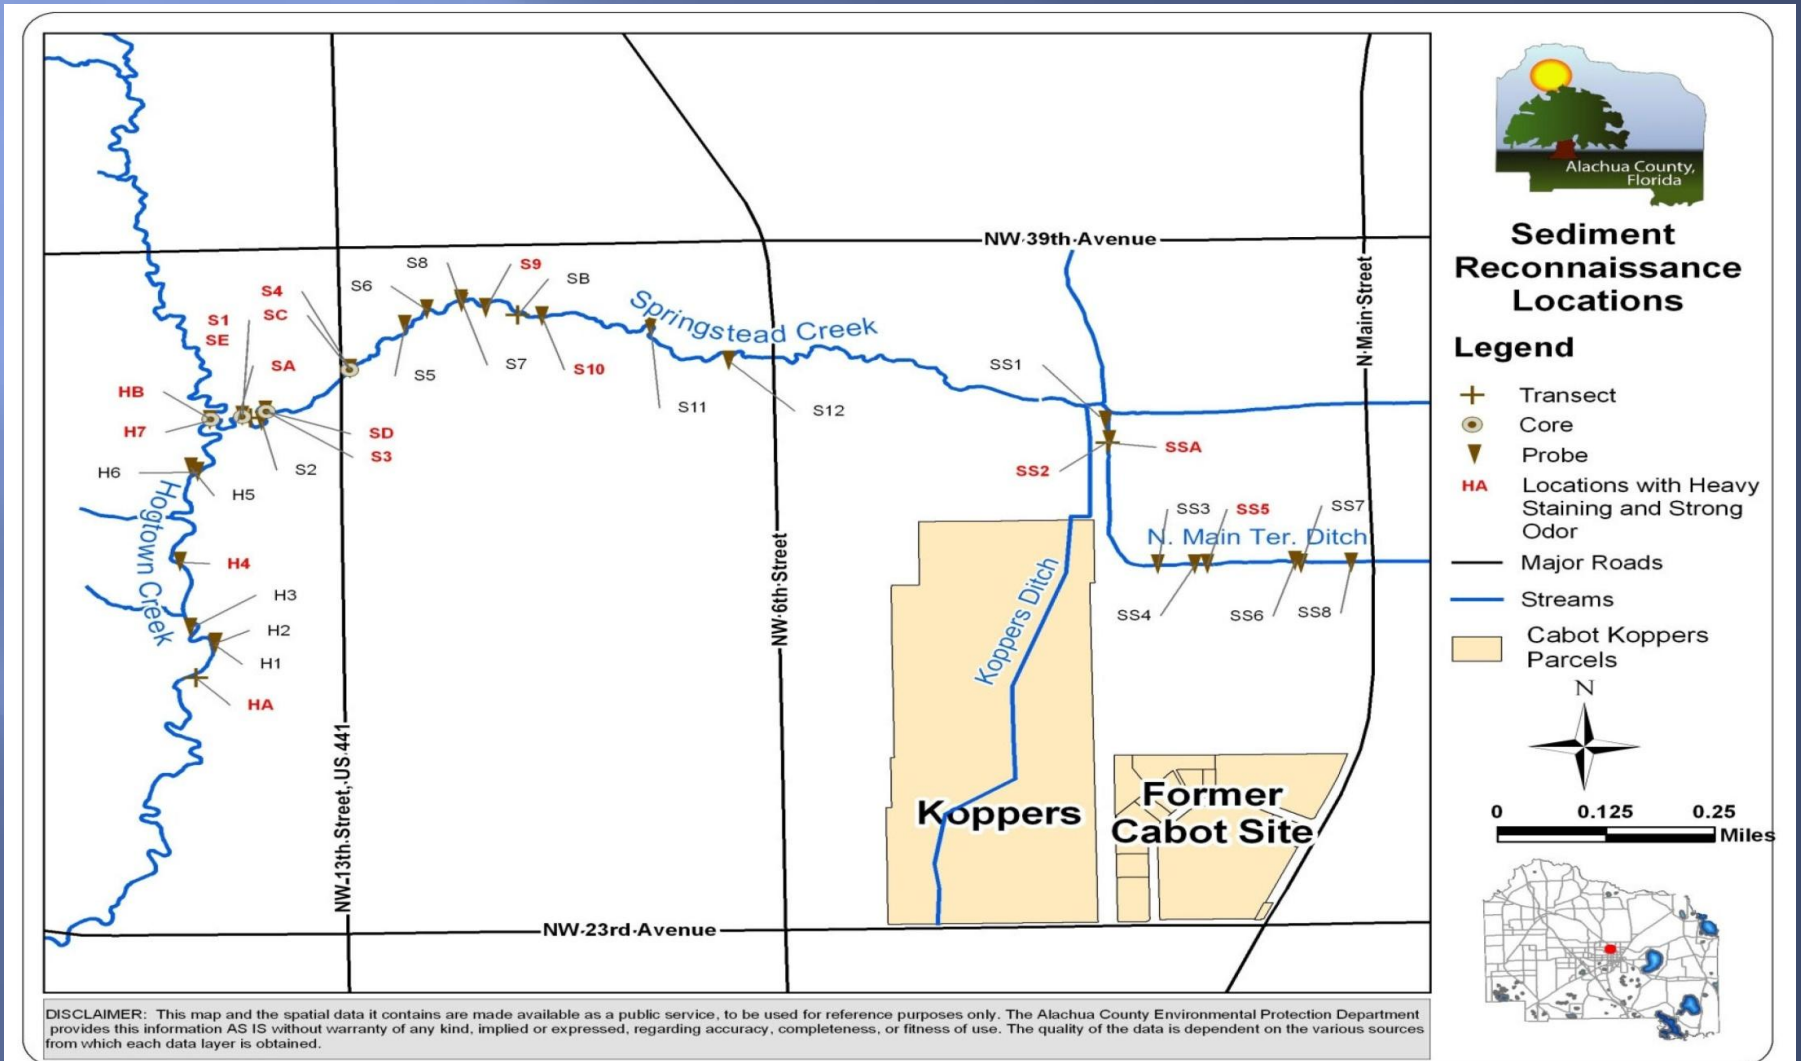 Alachua County,
Florida
Sediment
Reconnaissance
Locations
Legend
Transect
Core
Probe
HA
Locations with Heavy
Staining and Strong
Odor
Major Roads
Streams
Cabot Koppers
Parcels
N
0 0.125 0.25
Miles
NW 39th Avenue
N Main Street
NW 6th Street
NW 13th Street, US 441
NW 23rd Avenue
Springstead Creek
Hogtown Creek
Koppers Ditch
N. Main Ter. Ditch
Koppers
Former
Cabot Site
S8
S9
SB
S6
S4
SC
S1
SE
SA
HB
H7
S5
S7
S10
S11
S12
SD
S3
S2
H6
H5
H4
H3
H2
H1
HA
SS1
SSA
SS2
SS3
SS5
SS7
SS4
SS6
SS8
DISCLAIMER: This map and the spatial data it contains are made available as a public service, to be used for reference purposes only. The Alachua County Environmental Protection Department
provides this information AS IS without warranty of any kind, implied or expressed, regarding accuracy, completeness, or fitness of use. The quality of the data is dependent on the various sources
from which each data layer is obtained.